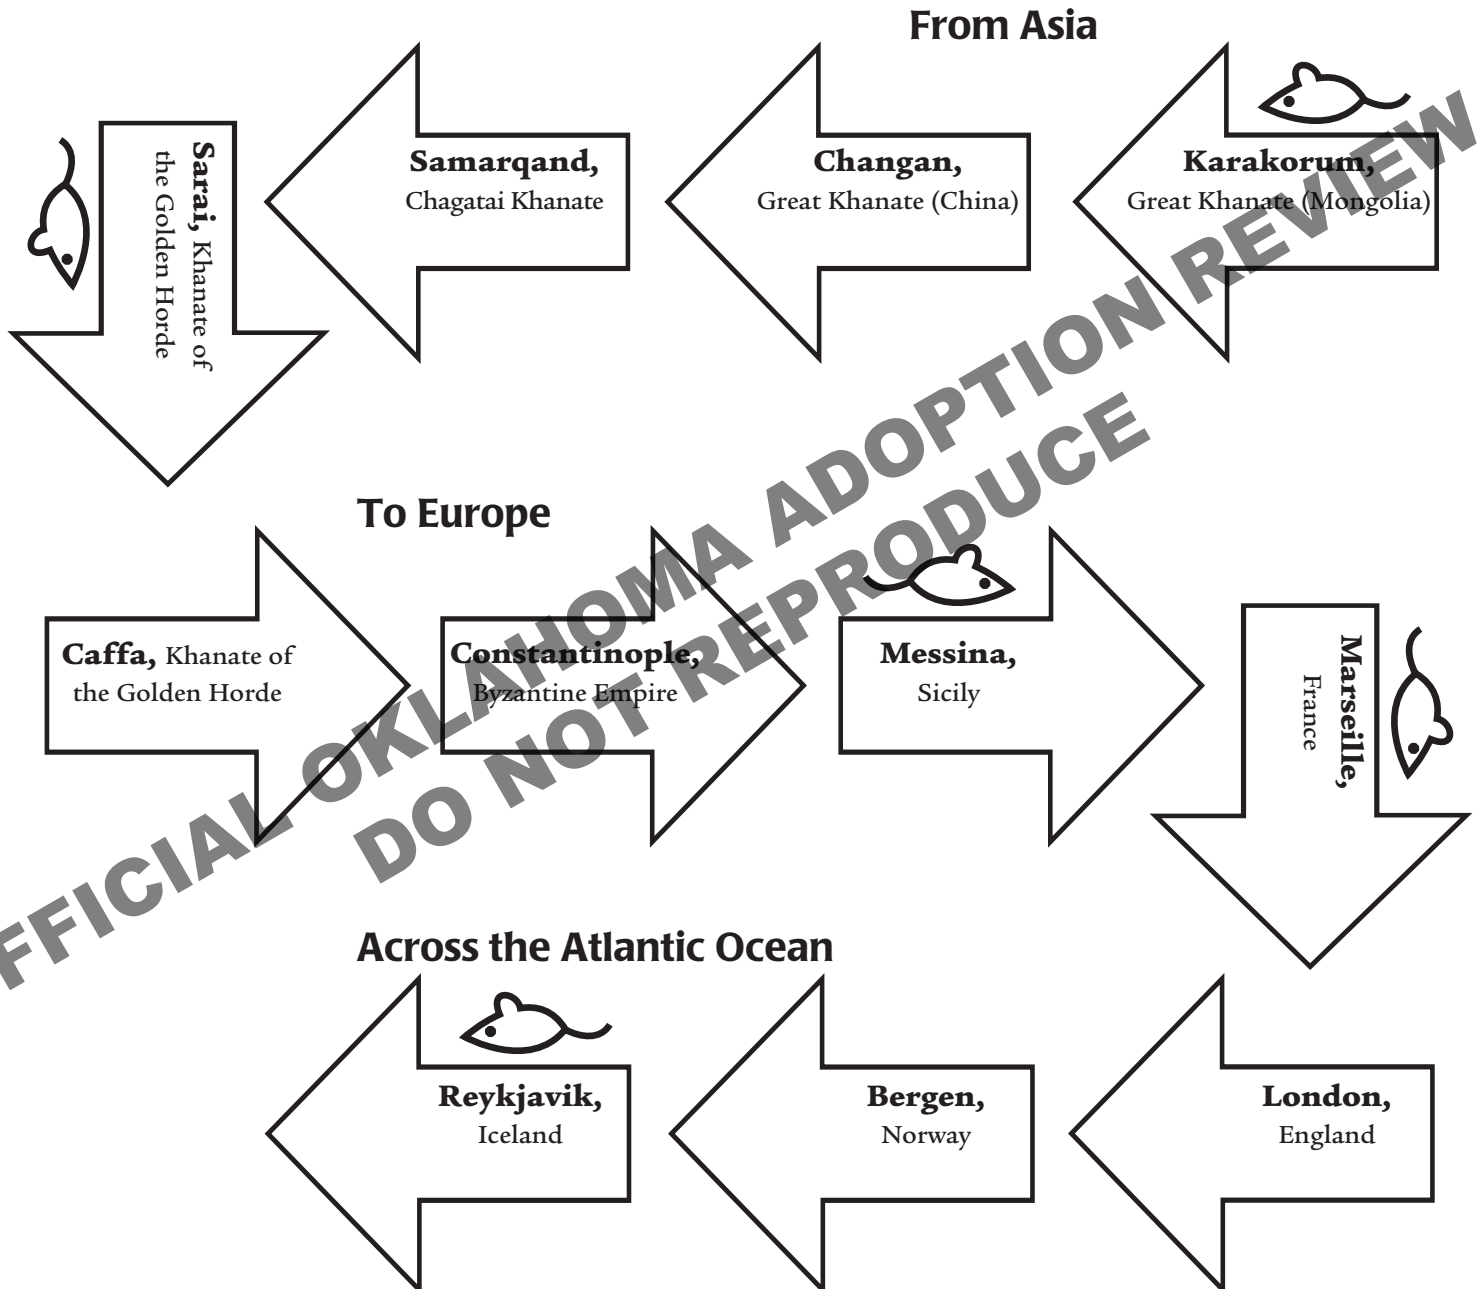 From Asia
Karakorum,
Great Khanate (Mongolia)
Changan,
Great Khanate (China)
Samarqand,
Chagatai Khanate
Sarai, Khanate of
the Golden Horde
To Europe
Caffa, Khanate of
the Golden Horde
Constantinople,
Byzantine Empire
Messina,
Sicily
Marseille,
France
Across the Atlantic Ocean
London,
England
Bergen,
Norway
Reykjavik,
Iceland
FFICIAL OKLAHOMA ADOPTION REVIEW
DO NOT REPRODUCE